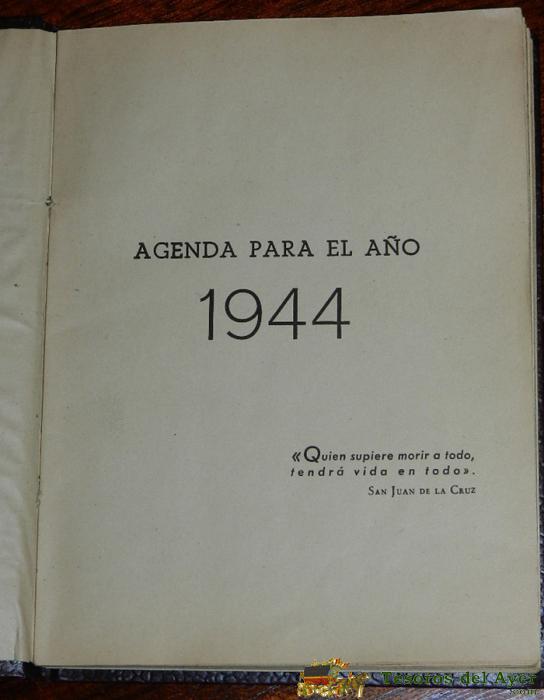 AGENDA PARA EL AÑO
1944
«Quien supiere morir a todo,
tendrá vida en todo».
SAN JUAN DE LA CRUZ
Tesoros del Ayer
.com